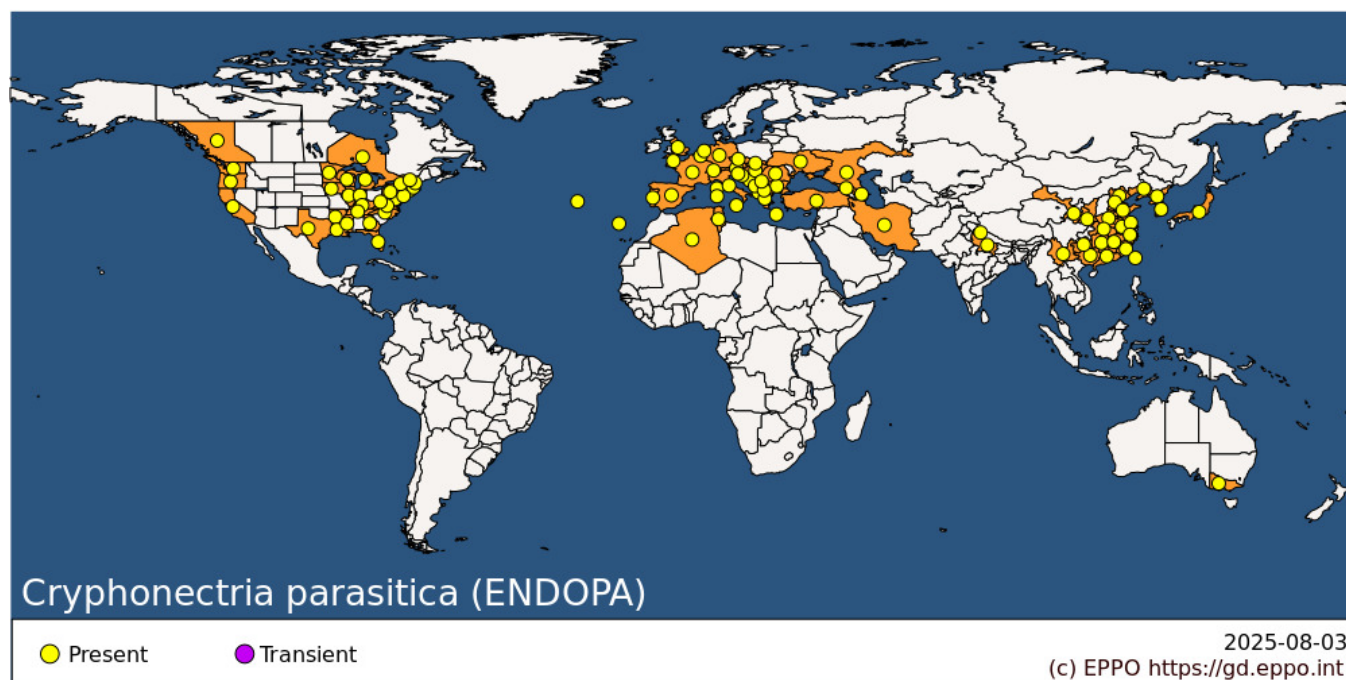 Cryphonectria parasitica (ENDOPA)
Present
Transient
2025-08-03
(c) EPPO https://gd.eppo.int